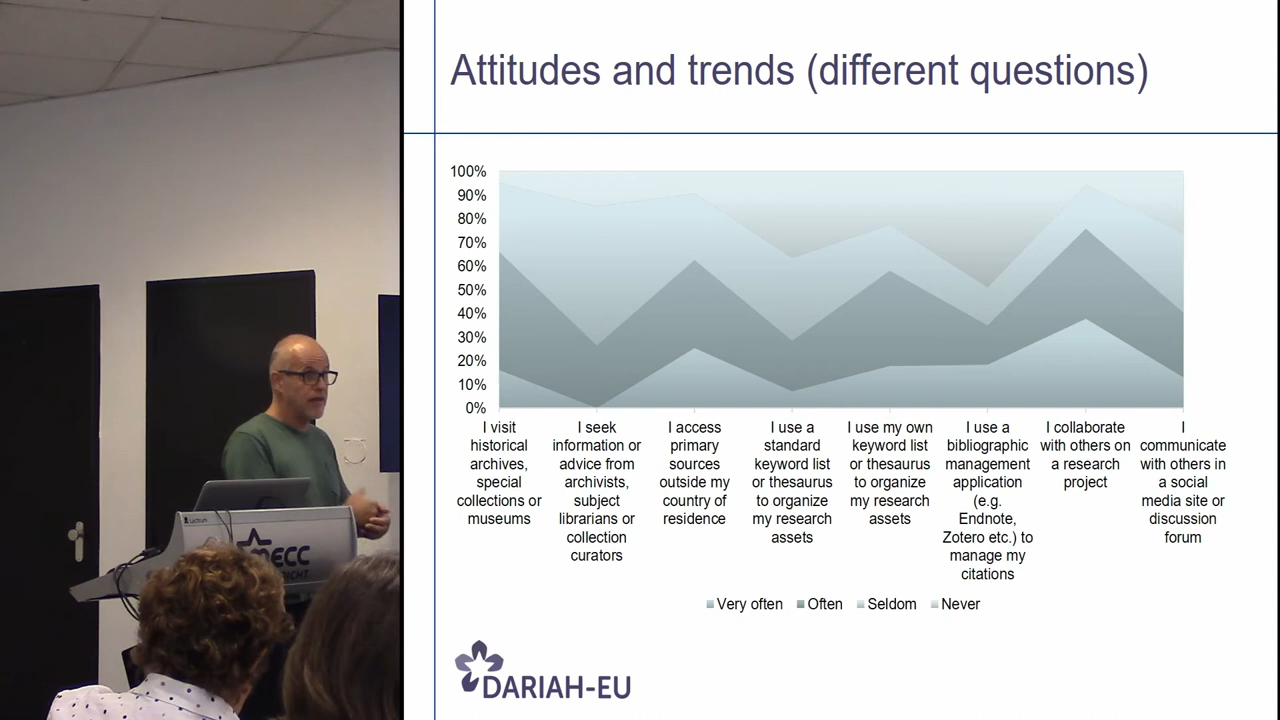 Attitudes and trends (different questions)
100%
90%
80%
70%
60%
50%
40%
30%
20%
10%
0%
I visit
historical
archives,
special
collections or
museums
I seek
information or
advice from
archivists,
subject
librarians or
collection
curators
I access
primary
sources
outside my
country of
residence
I use a
standard
keyword list
or thesaurus
to organize
my research
assets
I use my own
keyword list
or thesaurus
to organize
my research
assets
I use a
bibliographic
management
application
(e.g.
Endnote,
Zotero etc.) to
manage my
citations
I collaborate
with others on
a research
project
I
communicate
with others in
a social
media site or
discussion
forum
Very often
Often
Seldom
Never
DARIAH-EU
MECC